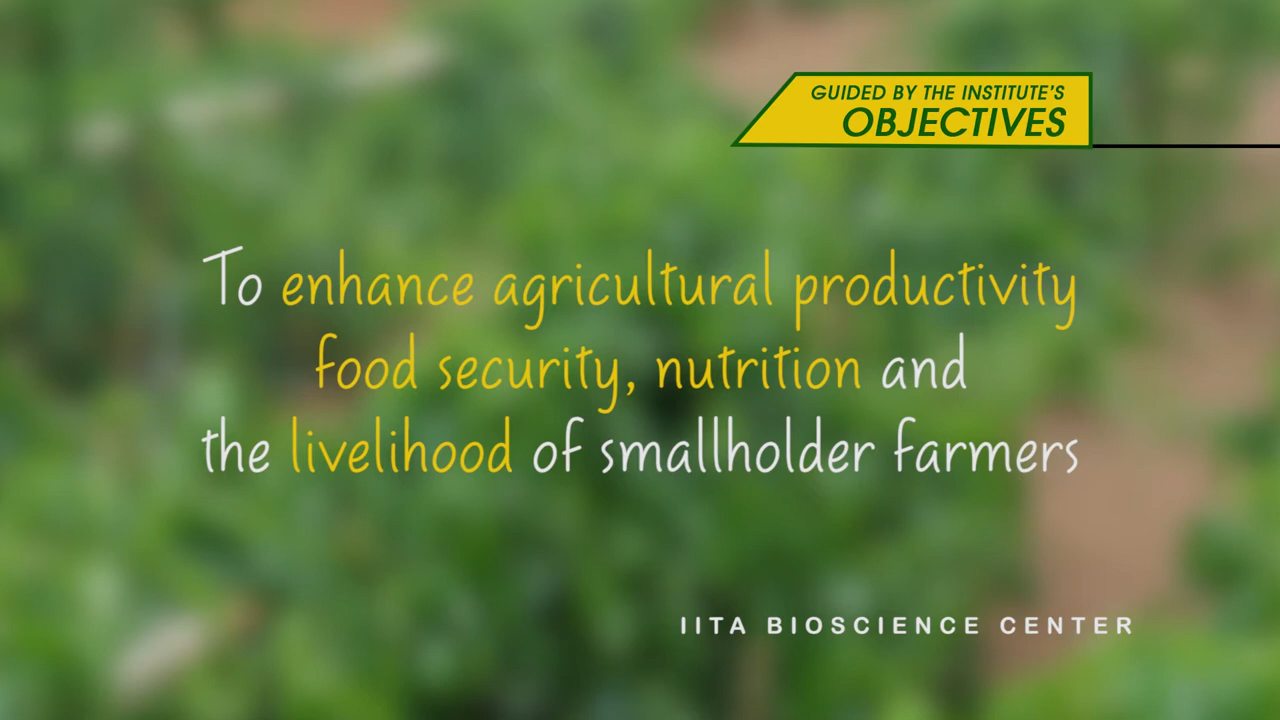 GUIDED BY THE INSTITUTE'S
OBJECTIVES
To enhance agricultural productivity
food security, nutrition and
the livelihood of smallholder farmers
IITA BIOSCIENCE CENTER